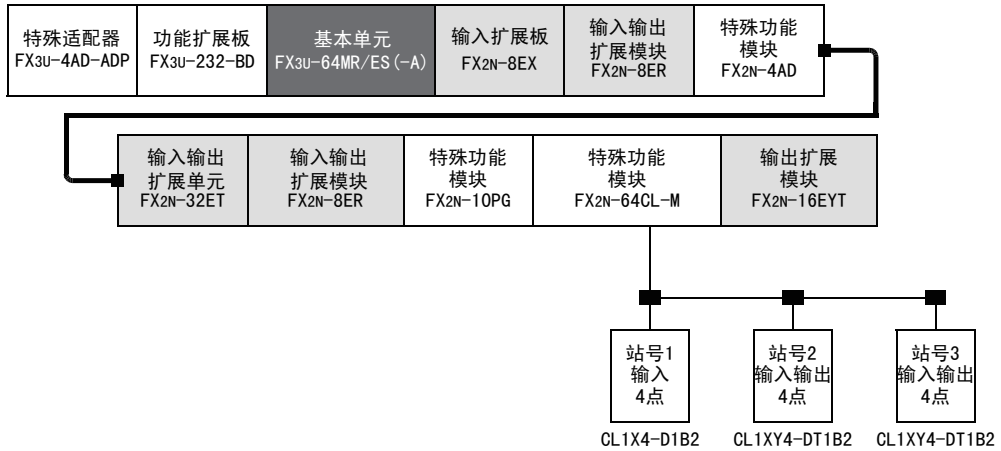 特殊适配器
FX3U-4AD-ADP
功能扩展板
FX3U-232-BD
基本单元
FX3U-64MR/ES(-A)
输入扩展板
FX2N-8EX
输入输出
扩展模块
FX2N-8ER
特殊功能
模块
FX2N-4AD
输入输出
扩展单元
FX2N-32ET
输入输出
扩展模块
FX2N-8ER
特殊功能
模块
FX2N-10PG
特殊功能
模块
FX2N-64CL-M
输出扩展
模块
FX2N-16EYT
站号1
输入
4点
CL1X4-D1B2
站号2
输入输出
4点
CL1XY4-DT1B2
站号3
输入输出
4点
CL1XY4-DT1B2